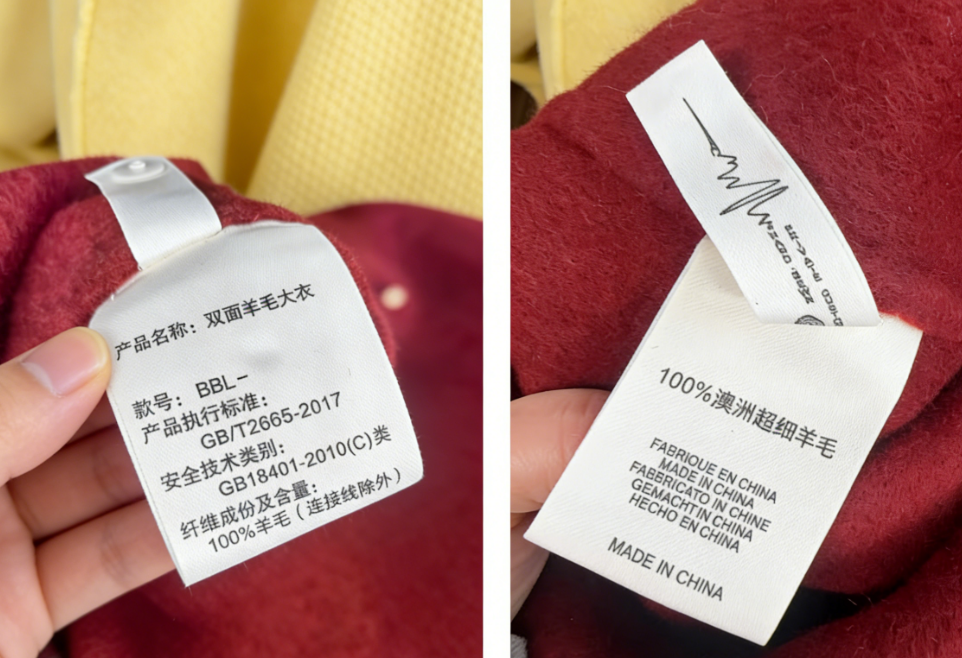 产品名称：双面羊毛大衣
款号：BBL-
产品执行标准：
GB/T2665-2017
安全技术类别：
GB18401-2010(C)类
纤维成份及含量：
100%羊毛（连接线除外）
100%澳洲超细羊毛
FABRIQUE EN CHINA
MADE IN CHINA
FABBRICATO IN CHINE
GEMACHT IN CHINA
HECHO EN CHINA
MADE IN CHINA